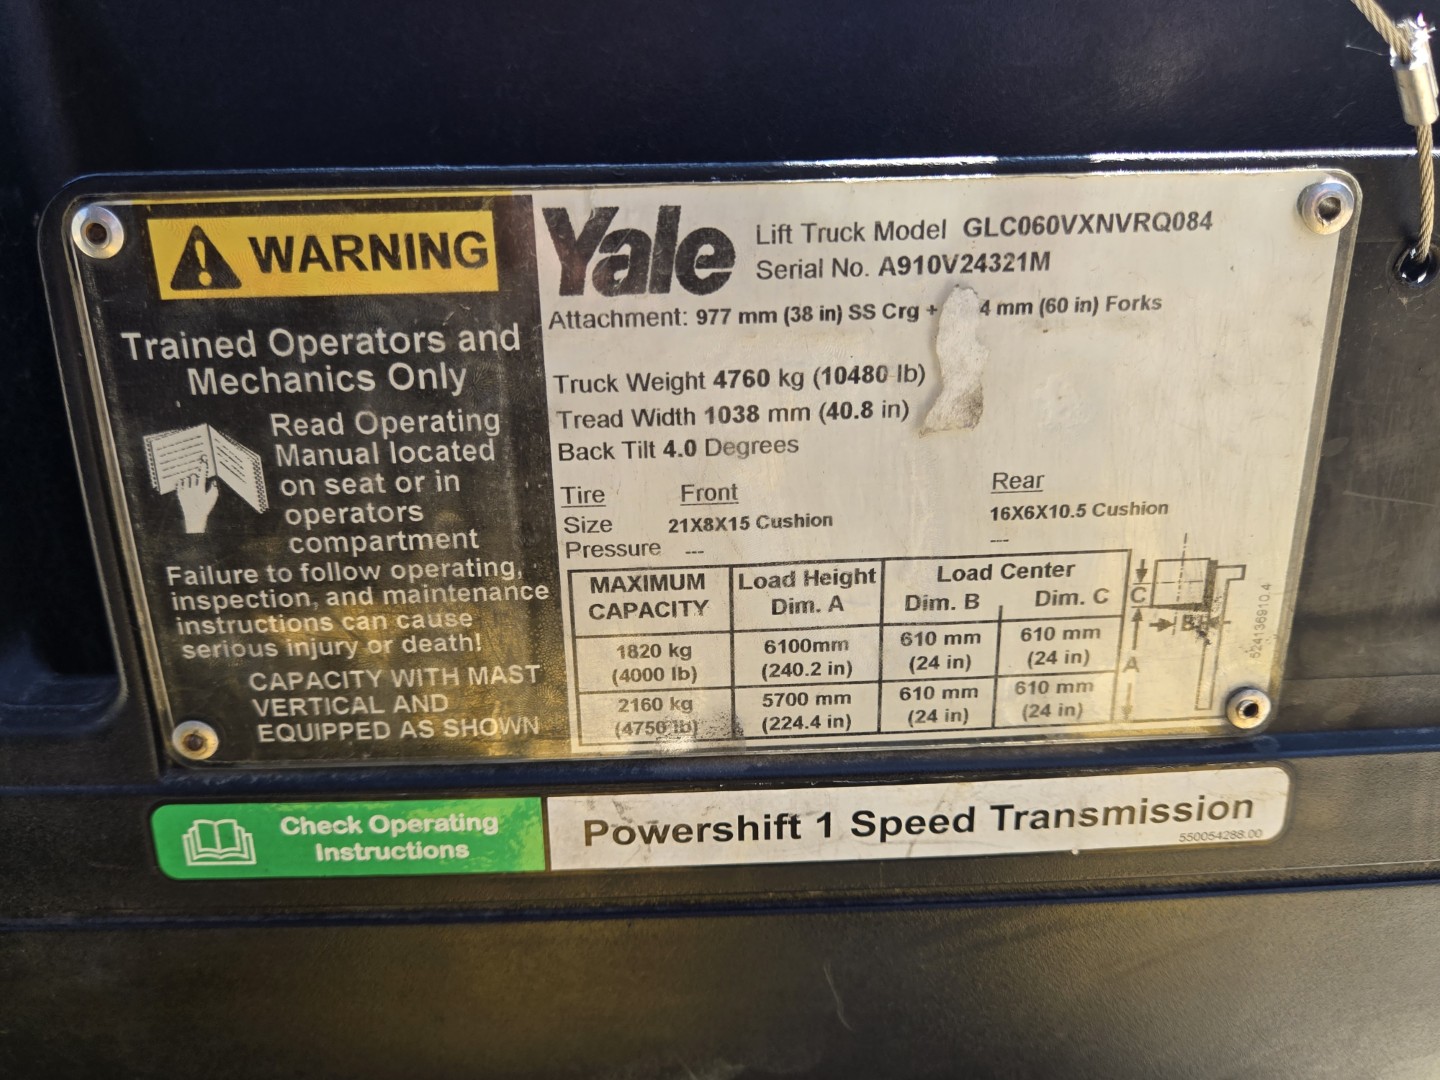 WARNING
Trained Operators and
Mechanics Only
Read Operating
Manual located
on seat or in
operators
compartment
Failure to follow operating,
inspection, and maintenance
instructions can cause
serious injury or death!
CAPACITY WITH MAST
VERTICAL AND
EQUIPPED AS SHOWN
Yale
Lift Truck Model GLC060VXNVRQ084
Serial No. A910V24321M
Attachment: 977 mm (38 in) SS Crg + 4 mm (60 in) Forks
Truck Weight 4760 kg (10480 lb)
Tread Width 1038 mm (40.8 in)
Back Tilt 4.0 Degrees
Tire Front Rear
Size 21X8X15 Cushion 16X6X10.5 Cushion
Pressure --- ---
MAXIMUM CAPACITY Load Height Dim. A Load Center Dim. B Dim. C
1820 kg (4000 lb) 6100mm (240.2 in) 610 mm (24 in) 610 mm (24 in)
2160 kg (4750 lb) 5700 mm (224.4 in) 610 mm (24 in) 610 mm (24 in)
C
B
A
524136910.4
Check Operating
Instructions
Powershift 1 Speed Transmission
550054288.00